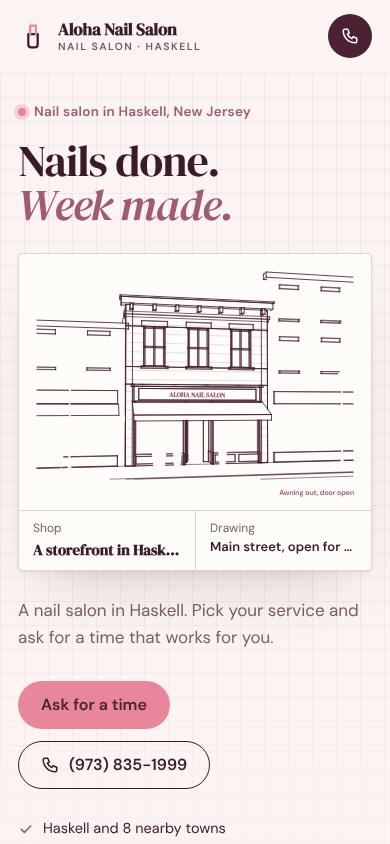 Aloha Nail Salon
NAIL SALON · HASKELL
Nail salon in Haskell, New Jersey
Nails done.
Week made.
ALOHA NAIL SALON
Awning out, door open
Shop
A storefront in Hask...
Drawing
Main street, open for ...
A nail salon in Haskell. Pick your service and
ask for a time that works for you.
Ask for a time
(973) 835-1999
Haskell and 8 nearby towns